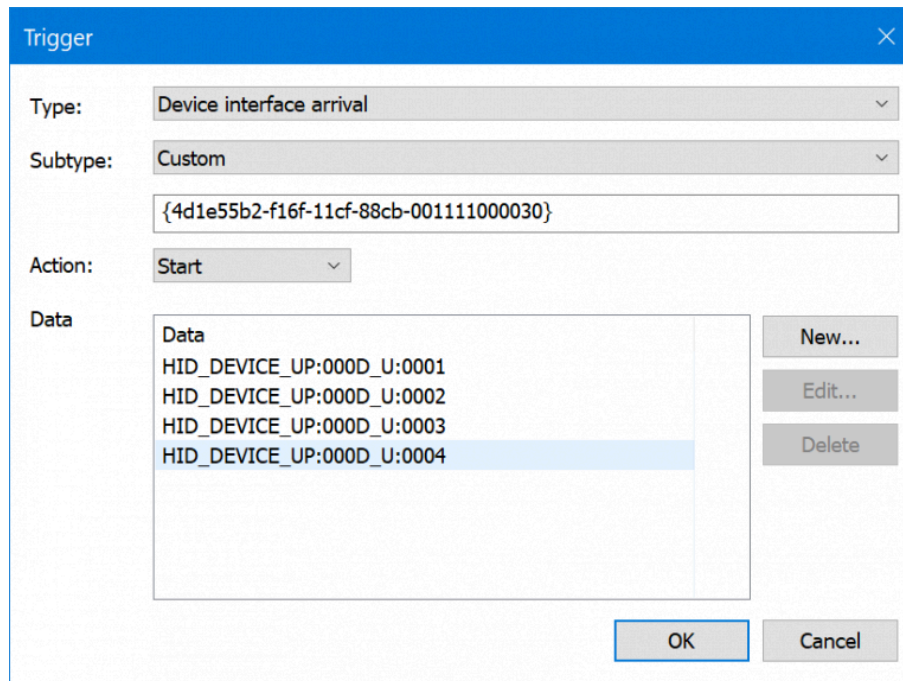 Trigger
Type: Device interface arrival
Subtype: Custom
{4d1e55b2-f16f-11cf-88cb-001111000030}
Action: Start
Data
Data
HID_DEVICE_UP:000D_U:0001
HID_DEVICE_UP:000D_U:0002
HID_DEVICE_UP:000D_U:0003
HID_DEVICE_UP:000D_U:0004
New...
Edit...
Delete
OK
Cancel